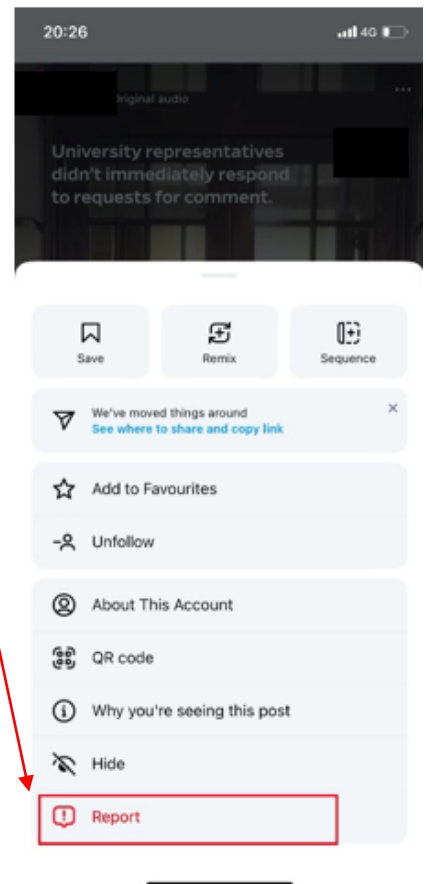 20:26 4G
Original audio
University representatives
didn't immediately respond
to requests for comment.
Save Remix Sequence
We've moved things around
See where to share and copy link
Add to Favourites
Unfollow
About This Account
QR code
Why you're seeing this post
Hide
Report